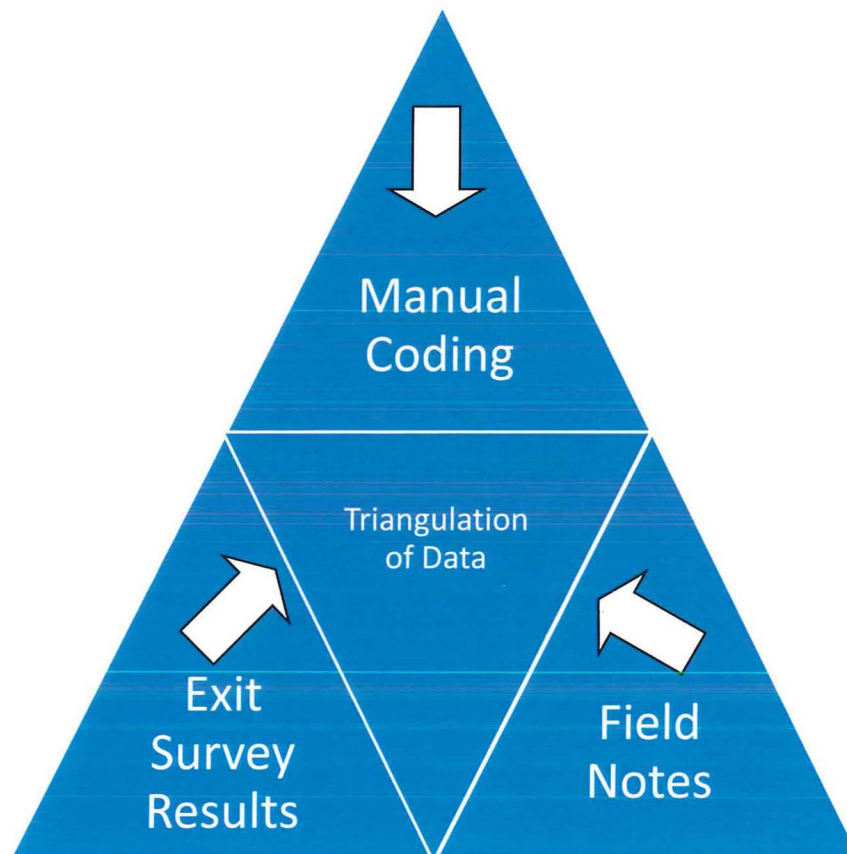 Manual
Coding
Triangulation
of Data
Exit
Survey
Results
Field
Notes